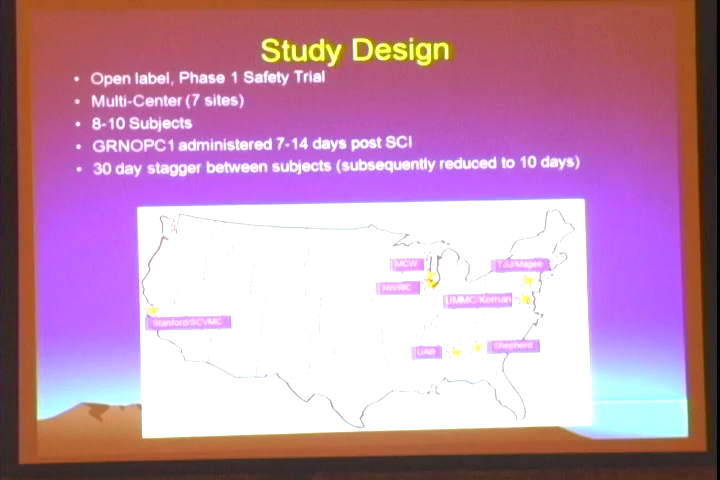 Study Design
• Open label, Phase 1 Safety Trial
• Multi-Center (7 sites)
• 8-10 Subjects
• GRNOPC1 administered 7-14 days post SCI
• 30 day stagger between subjects (subsequently reduced to 10 days)
MCW
TJU/Magee
NW/RIC
UMMC/Kernan
Stanford/SCVMC
UAB
Shepherd